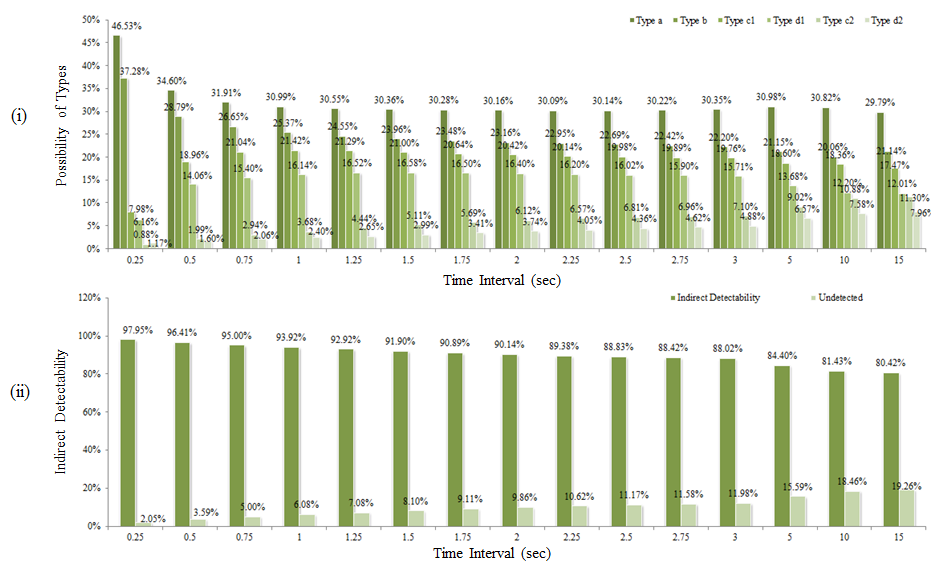 50%
45%
40%
35%
30%
25%
20%
15%
10%
5%
0%
Possibility of Types
(i)
Type a Type b Type c1 Type d1 Type c2 Type d2
46.53% 37.28% 7.98% 6.16% 0.88% 1.17%
34.60% 28.79% 18.96% 14.06% 1.99% 1.60%
31.91% 26.65% 21.04% 15.40% 2.94% 2.06%
30.99% 25.37% 21.42% 16.14% 3.68% 2.40%
30.55% 24.55% 21.29% 16.52% 4.44% 2.65%
30.36% 23.96% 21.00% 16.58% 5.11% 2.99%
30.28% 23.48% 20.64% 16.50% 5.69% 3.41%
30.16% 23.16% 20.42% 16.40% 6.12% 3.74%
30.09% 22.95% 20.14% 16.20% 6.57% 4.05%
30.14% 22.69% 19.98% 16.02% 6.81% 4.36%
30.22% 22.42% 19.89% 15.90% 6.96% 4.62%
30.35% 22.20% 19.76% 15.71% 7.10% 4.88%
30.98% 21.15% 18.60% 13.68% 9.02% 6.57%
30.82% 20.06% 18.36% 12.20% 10.88% 7.58%
29.79% 21.14% 17.47% 12.01% 11.30% 7.96%
0.25 0.5 0.75 1 1.25 1.5 1.75 2 2.25 2.5 2.75 3 5 10 15
Time Interval (sec)
120%
100%
80%
60%
40%
20%
0%
Indirect Detectability
(ii)
Indirect Detectability Undetected
97.95% 96.41% 95.00% 93.92% 92.92% 91.90% 90.89% 90.14% 89.38% 88.83% 88.42% 88.02% 84.40% 81.43% 80.42%
2.05% 3.59% 5.00% 6.08% 7.08% 8.10% 9.11% 9.86% 10.62% 11.17% 11.58% 11.98% 15.59% 18.46% 19.26%
0.25 0.5 0.75 1 1.25 1.5 1.75 2 2.25 2.5 2.75 3 5 10 15
Time Interval (sec)